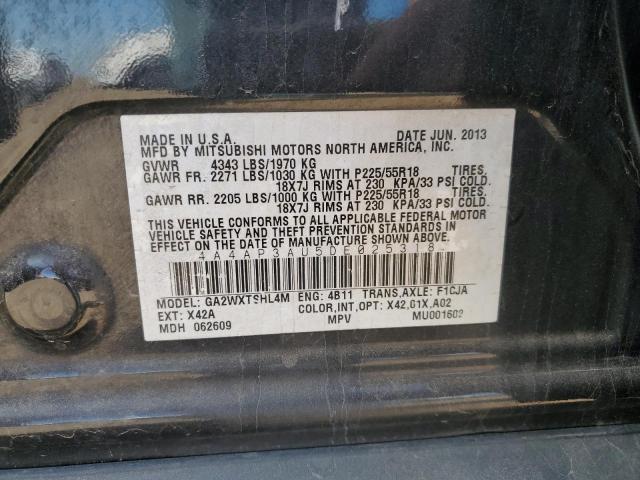 MADE IN U.S.A. DATE JUN. 2013
MFD BY MITSUBISHI MOTORS NORTH AMERICA, INC.
GVWR 4343 LBS/1970 KG
GAWR FR. 2271 LBS/1030 KG WITH P225/55R18 TIRES,
18X7J RIMS AT 230 KPA/33 PSI COLD.
GAWR RR. 2205 LBS/1000 KG WITH P225/55R18 TIRES,
18X7J RIMS AT 230 KPA/33 PSI COLD.
THIS VEHICLE CONFORMS TO ALL APPLICABLE FEDERAL MOTOR
VEHICLE SAFETY AND THEFT PREVENTION STANDARDS IN
EFFECT ON THE DATE OF MANUFACTURE SHOWN ABOVE.
4A4AP3AU5DE025318
MODEL: GA2WXTSHL4M ENG: 4B11 TRANS,AXLE: F1CJA
EXT: X42A COLOR,INT,OPT: X42,61X,A02
MDH 062609 MPV MU001602